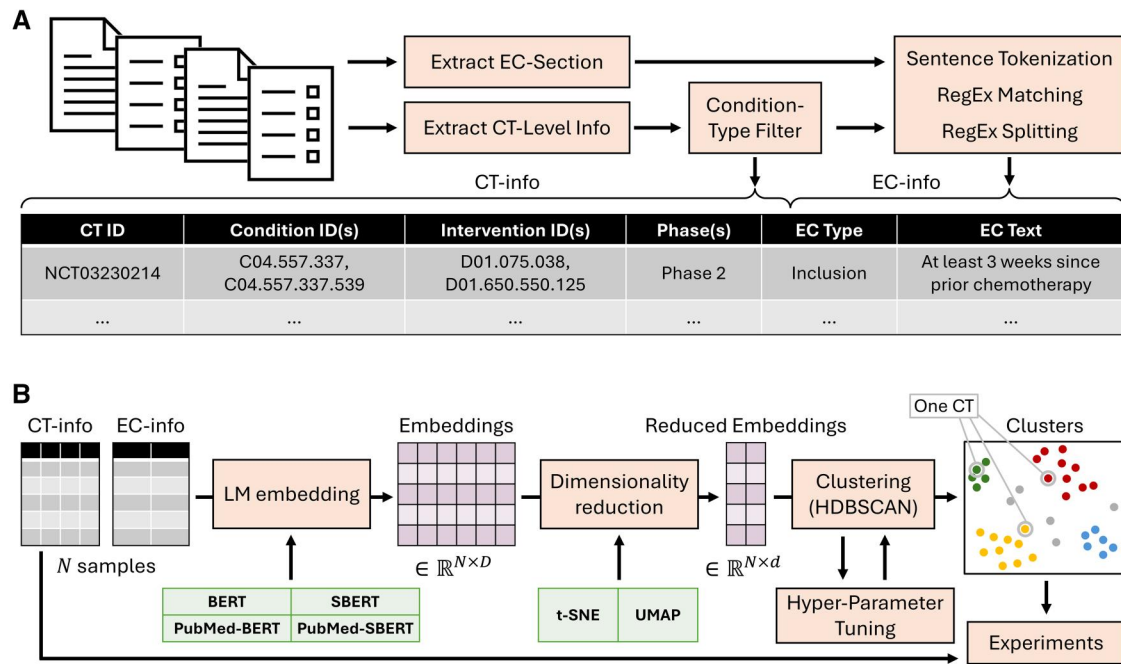 A
Extract EC-Section
Extract CT-Level Info
Condition-
Type Filter
Sentence Tokenization
RegEx Matching
RegEx Splitting
CT-info
EC-info
CT ID
Condition ID(s)
Intervention ID(s)
Phase(s)
EC Type
EC Text
NCT03230214
C04.557.337,
C04.557.337.539
D01.075.038,
D01.650.550.125
Phase 2
Inclusion
At least 3 weeks since
prior chemotherapy
...
...
...
...
...
...
B
CT-info
EC-info
N samples
LM embedding
BERT
SBERT
PubMed-BERT
PubMed-SBERT
Embeddings
∈ ℝ^{N×D}
Dimensionality
reduction
t-SNE
UMAP
Reduced Embeddings
∈ ℝ^{N×d}
Clustering
(HDBSCAN)
Hyper-Parameter
Tuning
One CT
Clusters
Experiments